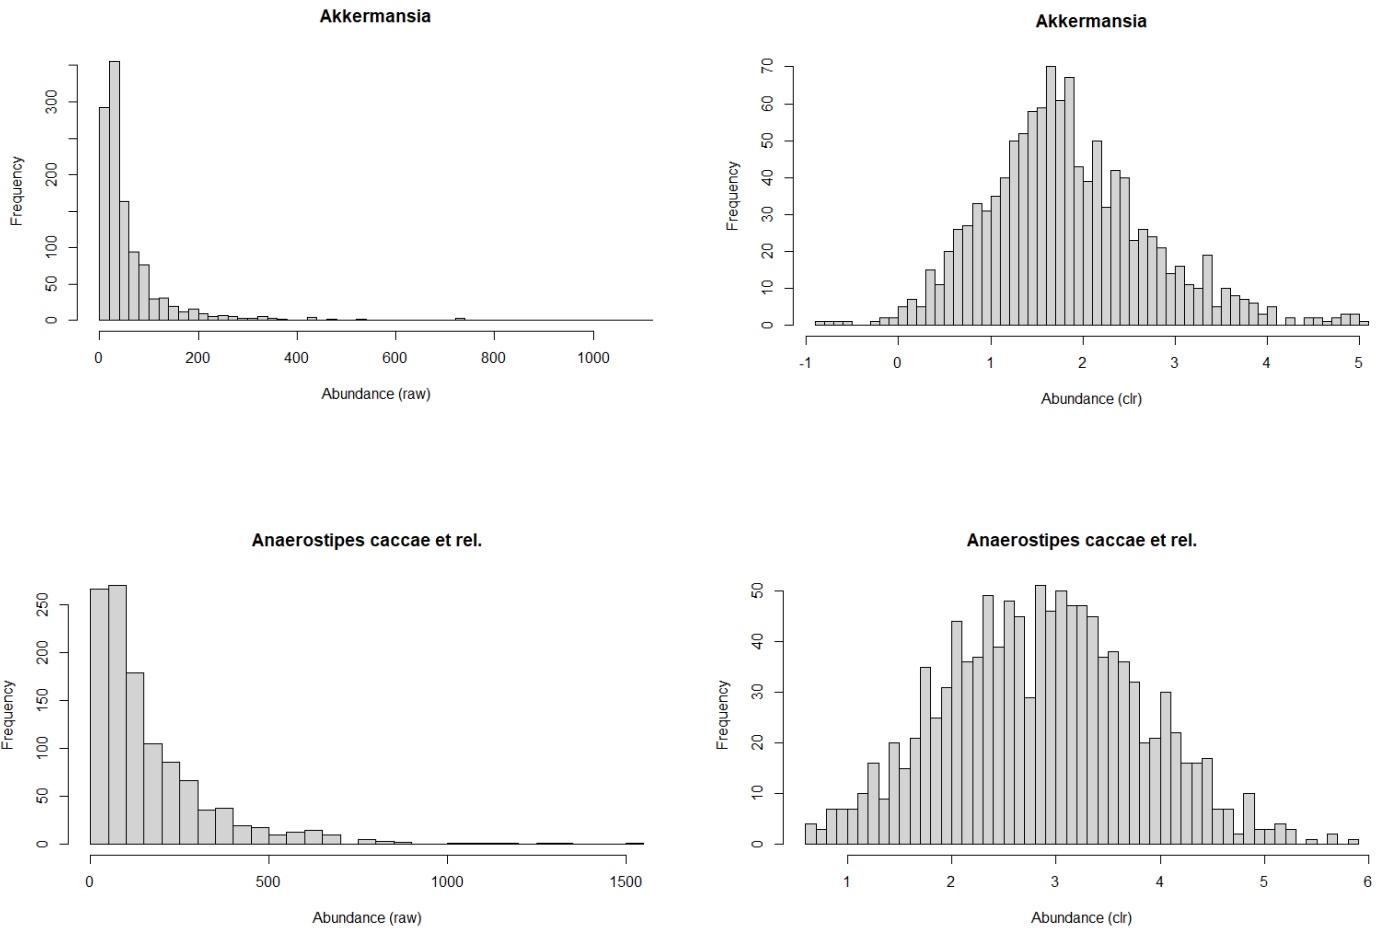 Akkermansia
Frequency
0 50 100 200 300
0 200 400 600 800 1000
Abundance (raw)
Akkermansia
Frequency
0 10 20 30 40 50 60 70
-1 0 1 2 3 4 5
Abundance (clr)
Anaerostipes caccae et rel.
Frequency
0 50 100 150 200 250
0 500 1000 1500
Abundance (raw)
Anaerostipes caccae et rel.
Frequency
0 10 20 30 40 50
1 2 3 4 5 6
Abundance (clr)